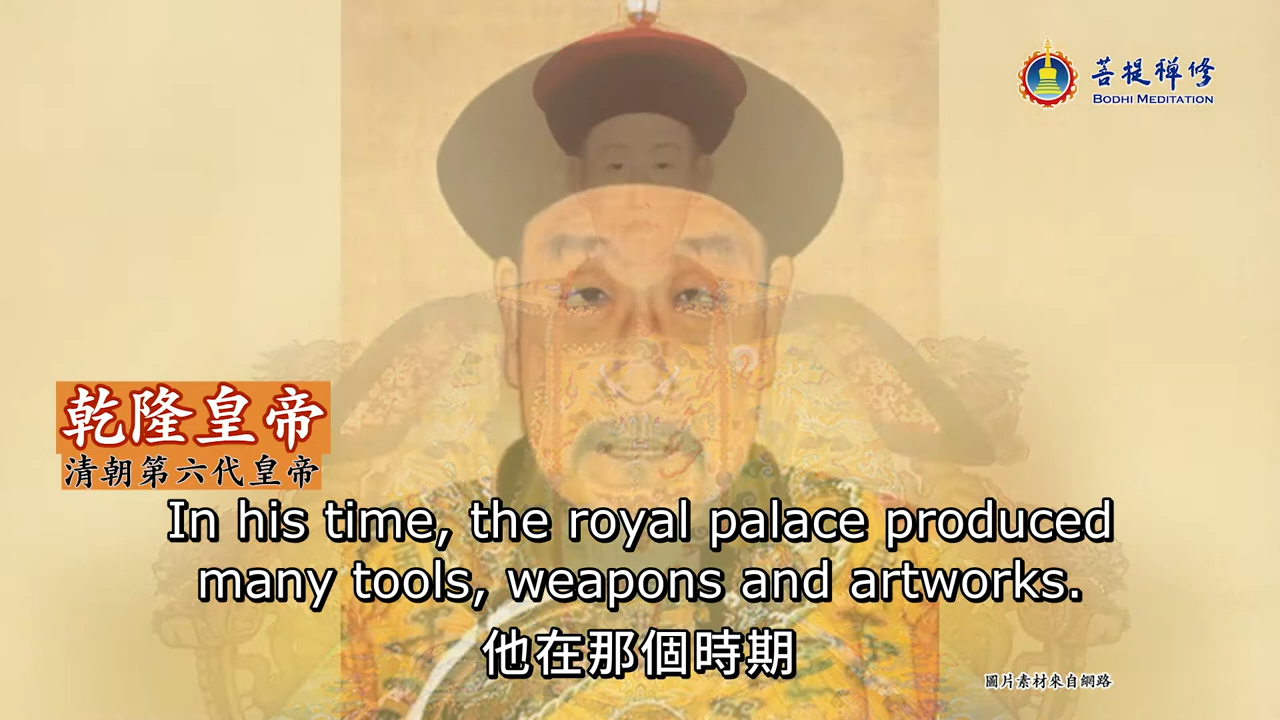 菩提禪修
BODHI MEDITATION
乾隆皇帝
清朝第六代皇帝
In his time, the royal palace produced
many tools, weapons and artworks.
他在那個時期
圖片素材來自網路